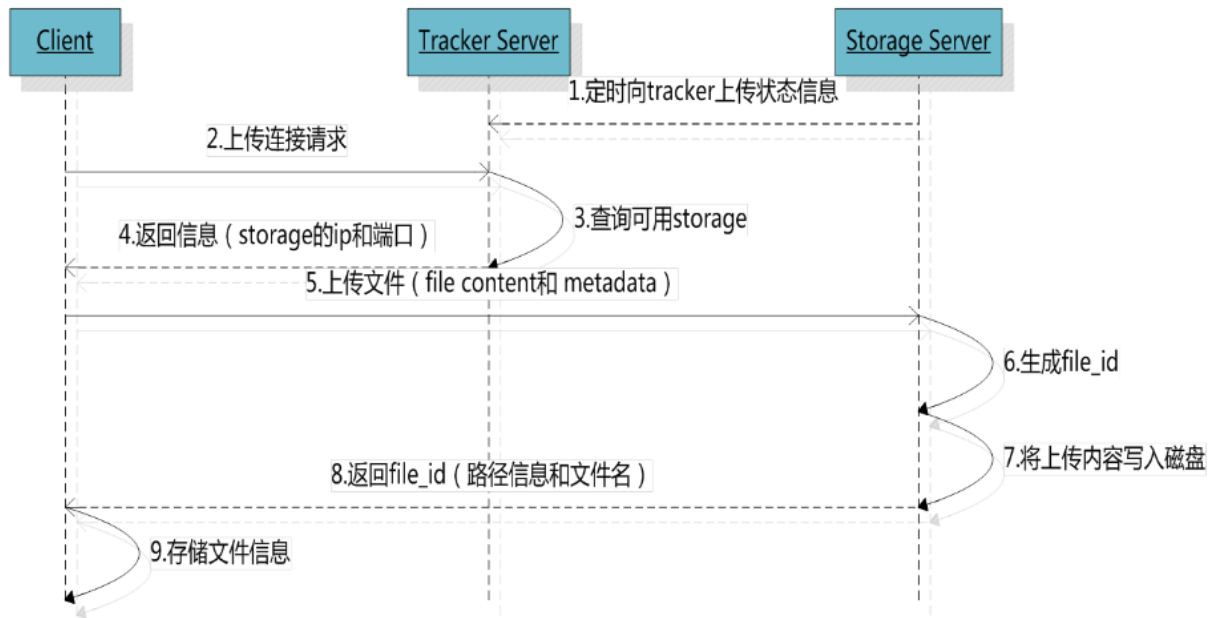 Client
Tracker Server
Storage Server
1.定时向tracker上传状态信息
2.上传连接请求
3.查询可用storage
4.返回信息（storage的ip和端口）
5.上传文件（file content和 metadata）
6.生成file_id
7.将上传内容写入磁盘
8.返回file_id（路径信息和文件名）
9.存储文件信息